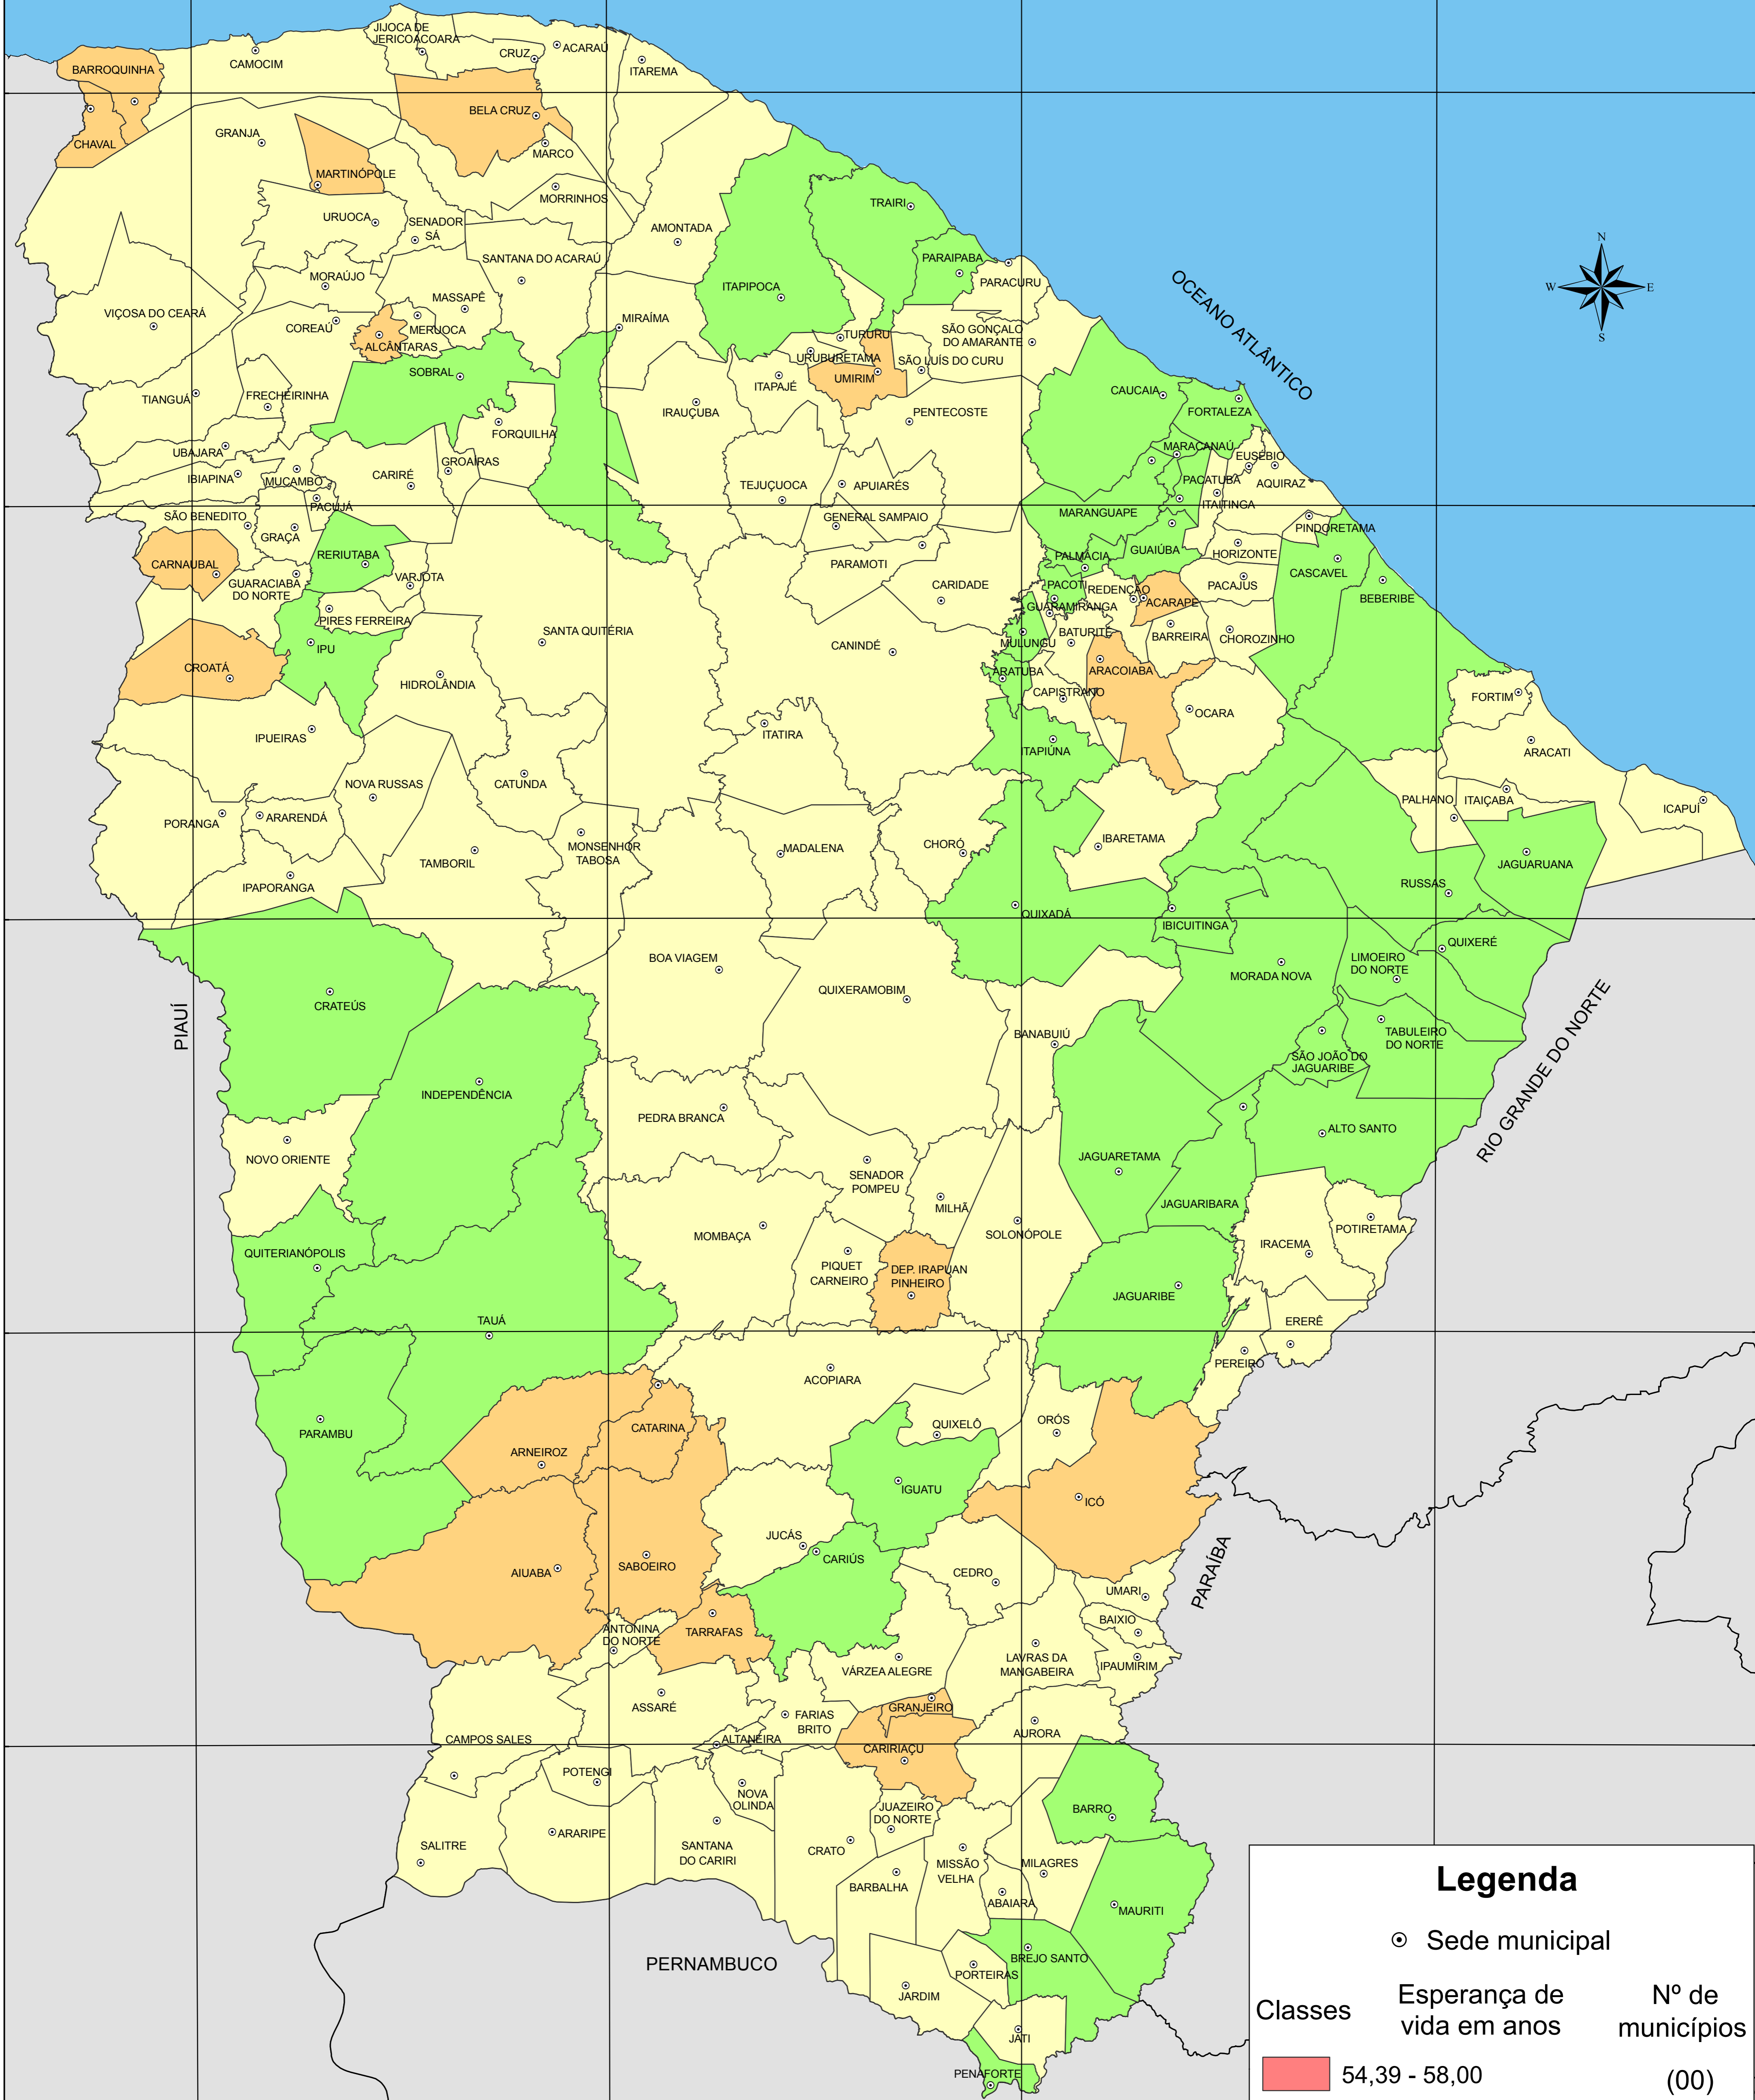 JIJOCA DE
JERICOACOARA
CRUZ
ACARAÚ
ITAREMA
BARROQUINHA
CAMOCIM
BELA CRUZ
CHAVAL
GRANJA
MARCO
MARTINÓPOLE
MORRINHOS
URUOCA
SENADOR
SÁ
AMONTADA
TRAIRI
SANTANA DO ACARAÚ
PARAIPABA
N
MORAÚJO
ITAPIPOCA
PARACURU
W
E
OCEANO ATLÂNTICO
MASSAPÊ
VIÇOSA DO CEARÁ
COREAÚ
MERUOCA
MIRAÍMA
SÃO GONÇALO
DO AMARANTE
S
ALCÂNTARAS
TURURU
URUBURETAMA
SÃO LUÍS DO CURU
SOBRAL
UMIRIM
ITAPAJÉ
CAUCAIA
TIANGUÁ
FRECHEIRINHA
IRAUÇUBA
PENTECOSTE
FORTALEZA
FORQUILHA
UBAJARA
MARACANAÚ
EUSÉBIO
IBIAPINA
MUCAMBO
CARIRÉ
GROAÍRAS
TEJUÇUOCA
APUIARÉS
PACATUBA
AQUIRAZ
PACUJÁ
ITAITINGA
SÃO BENEDITO
GENERAL SAMPAIO
MARANGUAPE
PINDORETAMA
GRAÇA
RERIUTABA
CARNAUBAL
PARAMOTI
PALMÁCIA
GUAIÚBA
HORIZONTE
CASCAVEL
GUARACIABA
DO NORTE
VARJOTA
CARIDADE
PACOTI
REDENÇÃO
PACAJUS
BEBERIBE
GUARAMIRANGA
ACARAPE
PIRES FERREIRA
SANTA QUITÉRIA
CANINDÉ
MULUNGU
BATURITÉ
BARREIRA
CHOROZINHO
IPU
CROATÁ
HIDROLÂNDIA
ARATUBA
ARACOIABA
CAPISTRANO
OCARA
FORTIM
IPUEIRAS
ITATIRA
ITAPIÚNA
ARACATI
NOVA RUSSAS
CATUNDA
PALHANO
ITAIÇABA
ICAPUÍ
PORANGA
ARARENDÁ
MONSENHOR
TABOSA
MADALENA
CHORÓ
IBARETAMA
TAMBORIL
JAGUARUANA
IPAPORANGA
RUSSAS
QUIXADÁ
IBICUITINGA
BOA VIAGEM
QUIXERÉ
LIMOEIRO
DO NORTE
MORADA NOVA
CRATEÚS
QUIXERAMOBIM
PIAUÍ
BANABUIÚ
TABULEIRO
DO NORTE
RIO GRANDE DO NORTE
SÃO JOÃO DO
JAGUARIBE
INDEPENDÊNCIA
PEDRA BRANCA
ALTO SANTO
NOVO ORIENTE
JAGUARETAMA
SENADOR
POMPEU
MILHÃ
JAGUARIBARA
SOLONÓPOLE
MOMBAÇA
IRACEMA
POTIRETAMA
QUITERIANÓPOLIS
PIQUET
CARNEIRO
DEP. IRAPUAN
PINHEIRO
JAGUARIBE
TAUÁ
ERERÊ
PEREIRO
ACOPIARA
PARAMBU
CATARINA
QUIXELÔ
ORÓS
ARNEIROZ
IGUATU
ICÓ
JUCÁS
CARIÚS
AIUABA
SABOEIRO
CEDRO
PARAÍBA
UMARI
ANTONINA
DO NORTE
TARRAFAS
BAIXIO
VÁRZEA ALEGRE
LAVRAS DA
MANGABEIRA
IPAUMIRIM
ASSARÉ
GRANJEIRO
FARIAS
BRITO
AURORA
CAMPOS SALES
ALTANEIRA
CARIRIAÇU
POTENGI
NOVA
OLINDA
JUAZEIRO
DO NORTE
BARRO
SALITRE
ARARIPE
SANTANA
DO CARIRI
CRATO
MISSÃO
VELHA
MILAGRES
BARBALHA
ABAIARA
MAURITI
PERNAMBUCO
BREJO SANTO
PORTEIRAS
JARDIM
JATI
PENAFORTE
Legenda
Sede municipal
Classes
Esperança de
vida em anos
Nº de
municípios
54,39 - 58,00
(00)